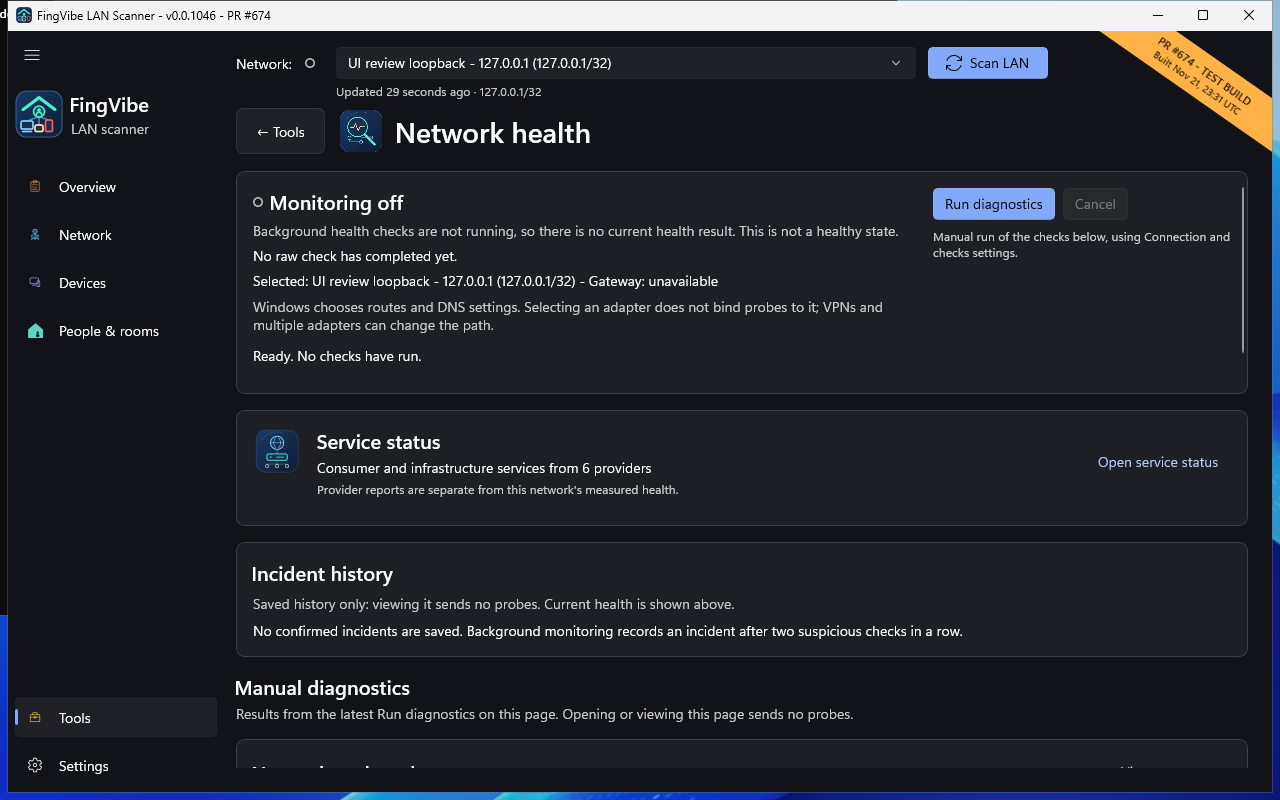 FingVibe LAN Scanner - v0.0.1046 - PR #674
PR #674 - TEST BUILD
Built Nov 21, 23:31 UTC
Network:
UI review loopback - 127.0.0.1 (127.0.0.1/32)
Scan LAN
Updated 29 seconds ago · 127.0.0.1/32
FingVibe
LAN scanner
← Tools
Network health
Overview
Network
Devices
People & rooms
Tools
Settings
Monitoring off
Background health checks are not running, so there is no current health result. This is not a healthy state.
No raw check has completed yet.
Selected: UI review loopback - 127.0.0.1 (127.0.0.1/32) - Gateway: unavailable
Windows chooses routes and DNS settings. Selecting an adapter does not bind probes to it; VPNs and
multiple adapters can change the path.
Ready. No checks have run.
Run diagnostics
Cancel
Manual run of the checks below, using Connection and
checks settings.
Service status
Consumer and infrastructure services from 6 providers
Provider reports are separate from this network's measured health.
Open service status
Incident history
Saved history only: viewing it sends no probes. Current health is shown above.
No confirmed incidents are saved. Background monitoring records an incident after two suspicious checks in a row.
Manual diagnostics
Results from the latest Run diagnostics on this page. Opening or viewing this page sends no probes.